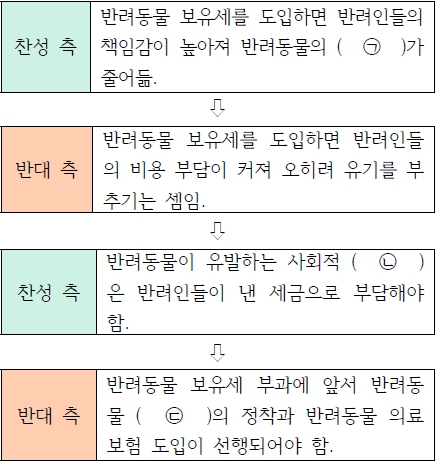 찬성 측
반려동물 보유세를 도입하면 반려인들의
책임감이 높아져 반려동물의 ( ㉠ )가
줄어듦.
⇩
반대 측
반려동물 보유세를 도입하면 반려인들
의 비용 부담이 커져 오히려 유기를 부
추기는 셈임.
⇩
찬성 측
반려동물이 유발하는 사회적 ( ㉡ )
은 반려인들이 낸 세금으로 부담해야
함.
⇩
반대 측
반려동물 보유세 부과에 앞서 반려동
물 ( ㉢ )의 정착과 반려동물 의료
보험 도입이 선행되어야 함.